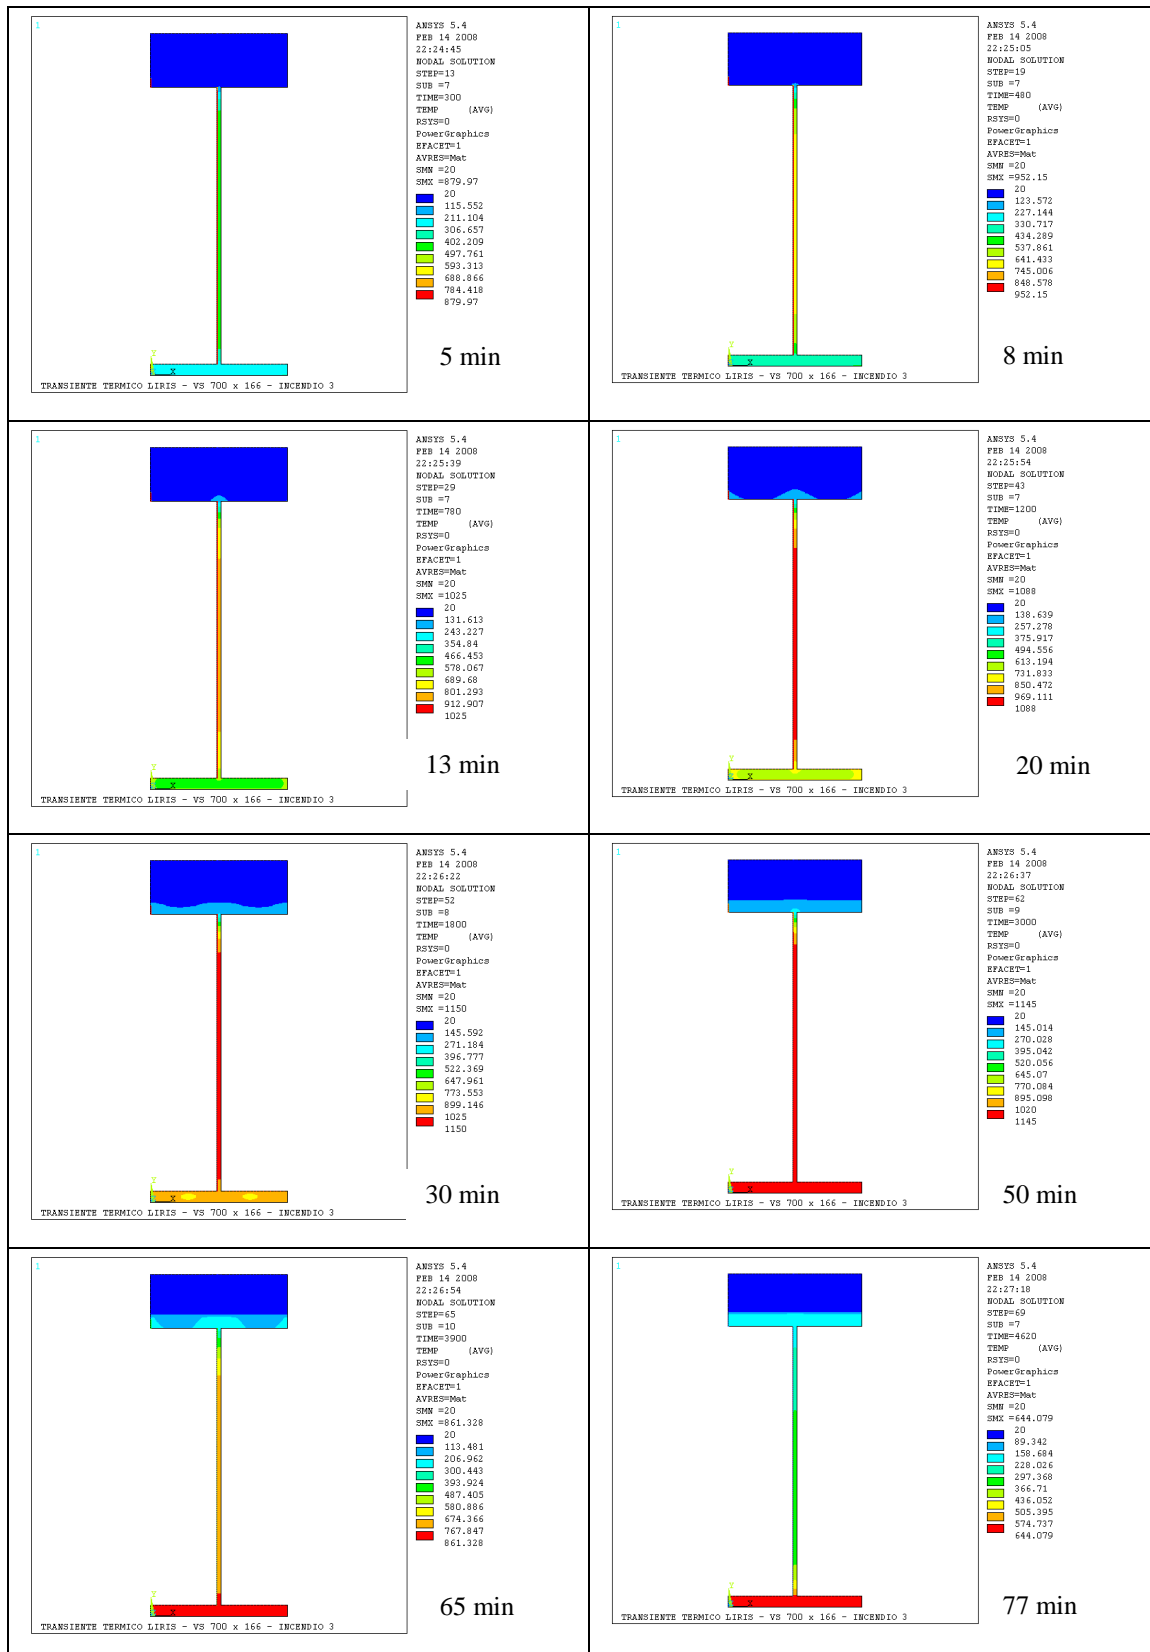 1
ANSYS 5.4
FEB 14 2008
22:24:45
NODAL SOLUTION
STEP=13
SUB =7
TIME=300
TEMP (AVG)
RSYS=0
PowerGraphics
EFACET=1
AVRES=Mat
SMN =20
SMX =879.97
20
115.552
211.104
306.657
402.209
497.761
593.313
688.866
784.418
879.97
Y
X
5 min
TRANSIENTE TERMICO LIRIS - VS 700 x 166 - INCENDIO 3
1
ANSYS 5.4
FEB 14 2008
22:25:05
NODAL SOLUTION
STEP=19
SUB =7
TIME=480
TEMP (AVG)
RSYS=0
PowerGraphics
EFACET=1
AVRES=Mat
SMN =20
SMX =952.15
20
123.572
227.144
330.717
434.289
537.861
641.433
745.006
848.578
952.15
Y
X
8 min
TRANSIENTE TERMICO LIRIS - VS 700 x 166 - INCENDIO 3
1
ANSYS 5.4
FEB 14 2008
22:25:39
NODAL SOLUTION
STEP=29
SUB =7
TIME=780
TEMP (AVG)
RSYS=0
PowerGraphics
EFACET=1
AVRES=Mat
SMN =20
SMX =1025
20
131.613
243.227
354.84
466.453
578.067
689.68
801.293
912.907
1025
Y
X
13 min
TRANSIENTE TERMICO LIRIS - VS 700 x 166 - INCENDIO 3
1
ANSYS 5.4
FEB 14 2008
22:25:54
NODAL SOLUTION
STEP=43
SUB =7
TIME=1200
TEMP (AVG)
RSYS=0
PowerGraphics
EFACET=1
AVRES=Mat
SMN =20
SMX =1088
20
138.639
257.278
375.917
494.556
613.194
731.833
850.472
969.111
1088
Y
X
20 min
TRANSIENTE TERMICO LIRIS - VS 700 x 166 - INCENDIO 3
1
ANSYS 5.4
FEB 14 2008
22:26:22
NODAL SOLUTION
STEP=52
SUB =8
TIME=1800
TEMP (AVG)
RSYS=0
PowerGraphics
EFACET=1
AVRES=Mat
SMN =20
SMX =1150
20
145.592
271.184
396.777
522.369
647.961
773.553
899.146
1025
1150
Y
X
30 min
TRANSIENTE TERMICO LIRIS - VS 700 x 166 - INCENDIO 3
1
ANSYS 5.4
FEB 14 2008
22:26:37
NODAL SOLUTION
STEP=62
SUB =9
TIME=3000
TEMP (AVG)
RSYS=0
PowerGraphics
EFACET=1
AVRES=Mat
SMN =20
SMX =1145
20
145.014
270.028
395.042
520.056
645.07
770.084
895.098
1020
1145
Y
X
50 min
TRANSIENTE TERMICO LIRIS - VS 700 x 166 - INCENDIO 3
1
ANSYS 5.4
FEB 14 2008
22:26:54
NODAL SOLUTION
STEP=65
SUB =10
TIME=3900
TEMP (AVG)
RSYS=0
PowerGraphics
EFACET=1
AVRES=Mat
SMN =20
SMX =861.328
20
113.481
206.962
300.443
393.924
487.405
580.886
674.366
767.847
861.328
Y
X
65 min
TRANSIENTE TERMICO LIRIS - VS 700 x 166 - INCENDIO 3
1
ANSYS 5.4
FEB 14 2008
22:27:18
NODAL SOLUTION
STEP=69
SUB =7
TIME=4620
TEMP (AVG)
RSYS=0
PowerGraphics
EFACET=1
AVRES=Mat
SMN =20
SMX =644.079
20
89.342
158.684
228.026
297.368
366.71
436.052
505.395
574.737
644.079
Y
X
77 min
TRANSIENTE TERMICO LIRIS - VS 700 x 166 - INCENDIO 3